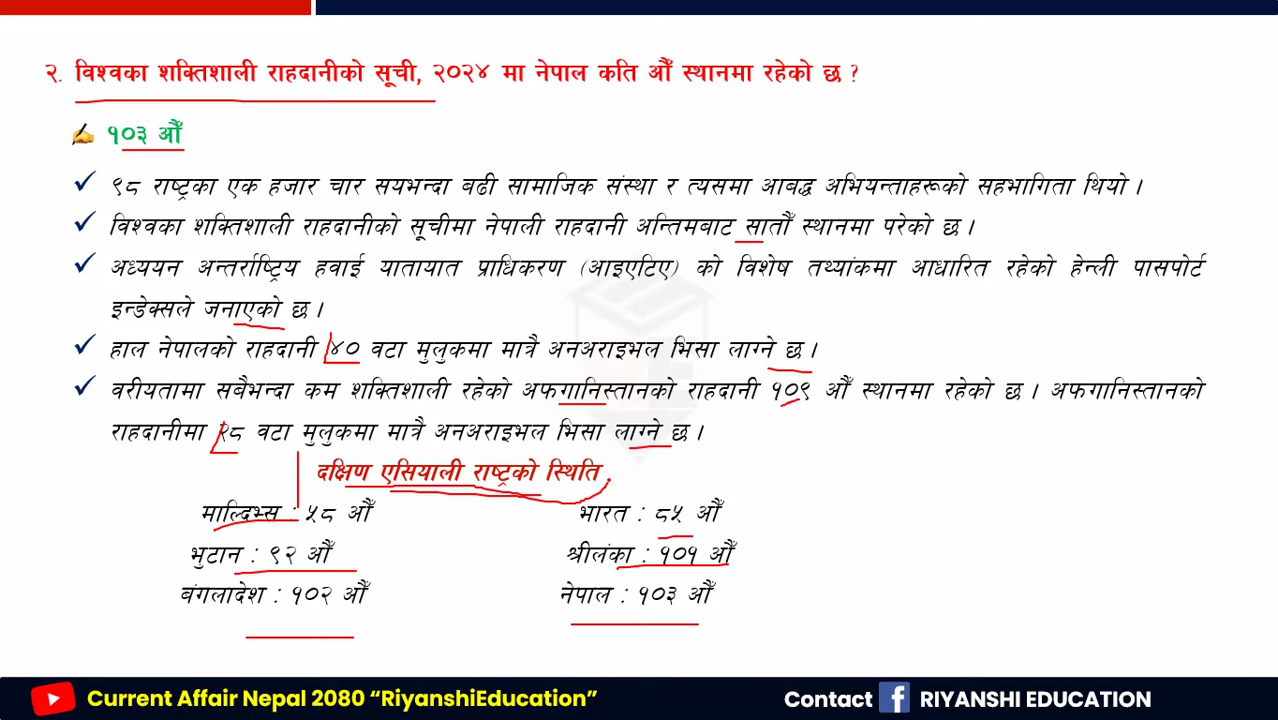 २. विश्वका शक्तिशाली राहदानीको सूची, २०२४ मा नेपाल कति औँ स्थानमा रहेको छ ?
१०३ औँ
९८ राष्ट्रका एक हजार चार सयभन्दा बढी सामाजिक संस्था र त्यसमा आबद्ध अभियन्ताहरूको सहभागिता थियो ।
विश्वका शक्तिशाली राहदानीको सूचीमा नेपाली राहदानी अन्तिमबाट सातौँ स्थानमा परेको छ ।
अध्ययन अन्तर्राष्ट्रिय हवाई यातायात प्राधिकरण (आइएटिए) को विशेष तथ्यांकमा आधारित रहेको हेन्ली पासपोर्ट
इन्डेक्सले जनाएको छ ।
हाल नेपालको राहदानी ४० वटा मुलुकमा मात्रै अनअराइभल भिसा लाग्ने छ ।
वरीयतामा सबैभन्दा कम शक्तिशाली रहेको अफगानिस्तानको राहदानी १०९ औँ स्थानमा रहेको छ । अफगानिस्तानको
राहदानीमा २८ वटा मुलुकमा मात्रै अनअराइभल भिसा लाग्ने छ ।
दक्षिण एसियाली राष्ट्रको स्थिति .
माल्दिभ्स : ५८ औँ भारत : ८५ औँ
भुटान : ९२ औँ श्रीलंका : १०१ औँ
बंगलादेश : १०२ औँ नेपाल : १०३ औँ
Current Affair Nepal 2080 “RiyanshiEducation” Contact RIYANSHI EDUCATION